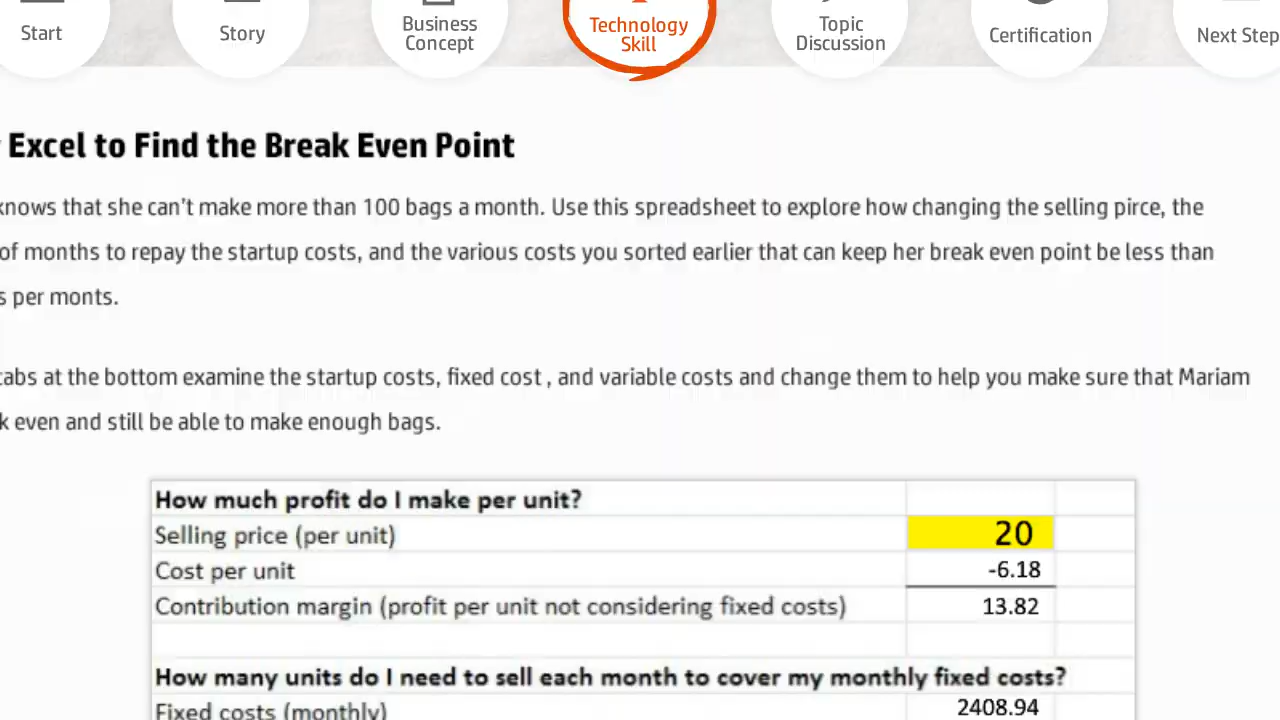 Start
Story
Business
Concept
Technology
Skill
Topic
Discussion
Certification
Next Step
Excel to Find the Break Even Point
knows that she can't make more than 100 bags a month. Use this spreadsheet to explore how changing the selling pirce, the
of months to repay the startup costs, and the various costs you sorted earlier that can keep her break even point be less than
s per monts.
tabs at the bottom examine the startup costs, fixed cost , and variable costs and change them to help you make sure that Mariam
k even and still be able to make enough bags.
How much profit do I make per unit?
Selling price (per unit) 20
Cost per unit -6.18
Contribution margin (profit per unit not considering fixed costs) 13.82
How many units do I need to sell each month to cover my monthly fixed costs?
Fixed costs (monthly) 2408.94